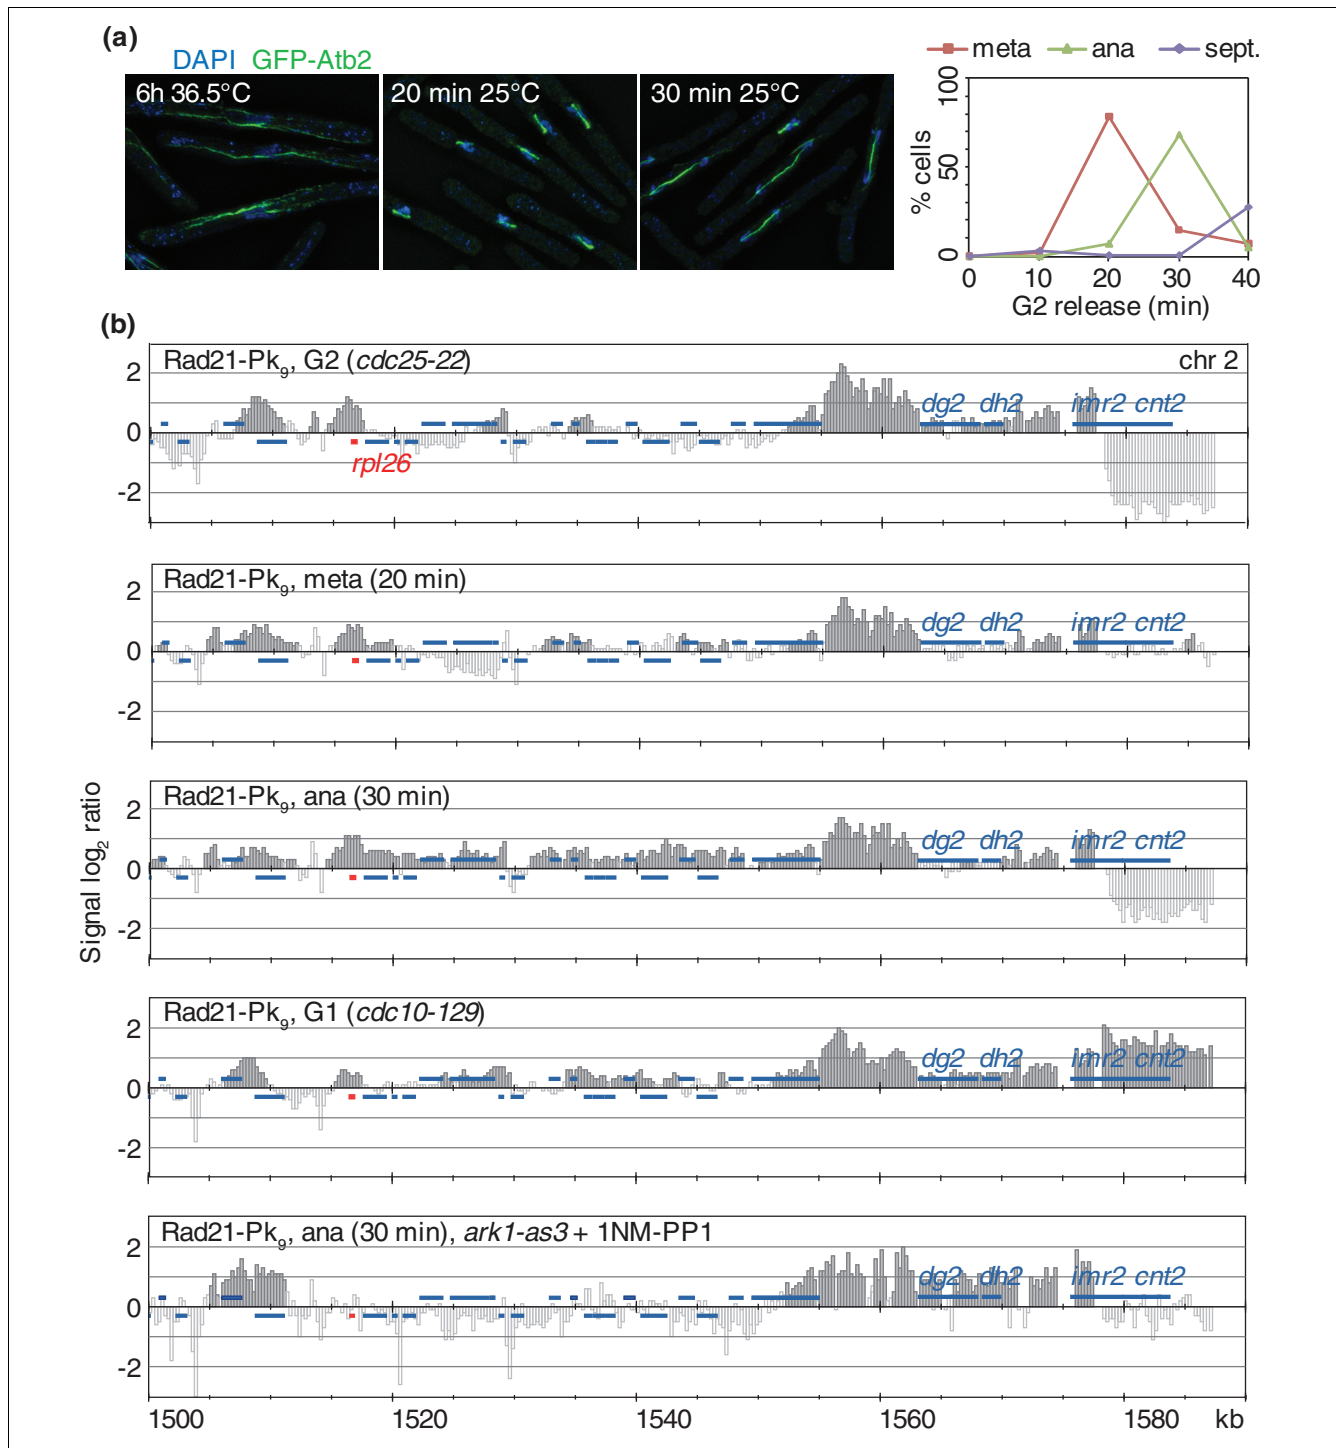 (a)
DAPI GFP-Atb2
6h 36.5°C
20 min 25°C
30 min 25°C
meta ana sept.
100
50
0
% cells
0 10 20 30 40
G2 release (min)
(b)
Rad21-Pk9, G2 (cdc25-22)
chr 2
2
0
-2
dg2 dh2 imr2 cnt2
rpl26
Rad21-Pk9, meta (20 min)
2
0
-2
dg2 dh2 imr2 cnt2
Signal log2 ratio
Rad21-Pk9, ana (30 min)
2
0
-2
dg2 dh2 imr2 cnt2
Rad21-Pk9, G1 (cdc10-129)
2
0
-2
dg2 dh2 imr2 cnt2
Rad21-Pk9, ana (30 min), ark1-as3 + 1NM-PP1
2
0
-2
dg2 dh2 imr2 cnt2
1500 1520 1540 1560 1580 kb